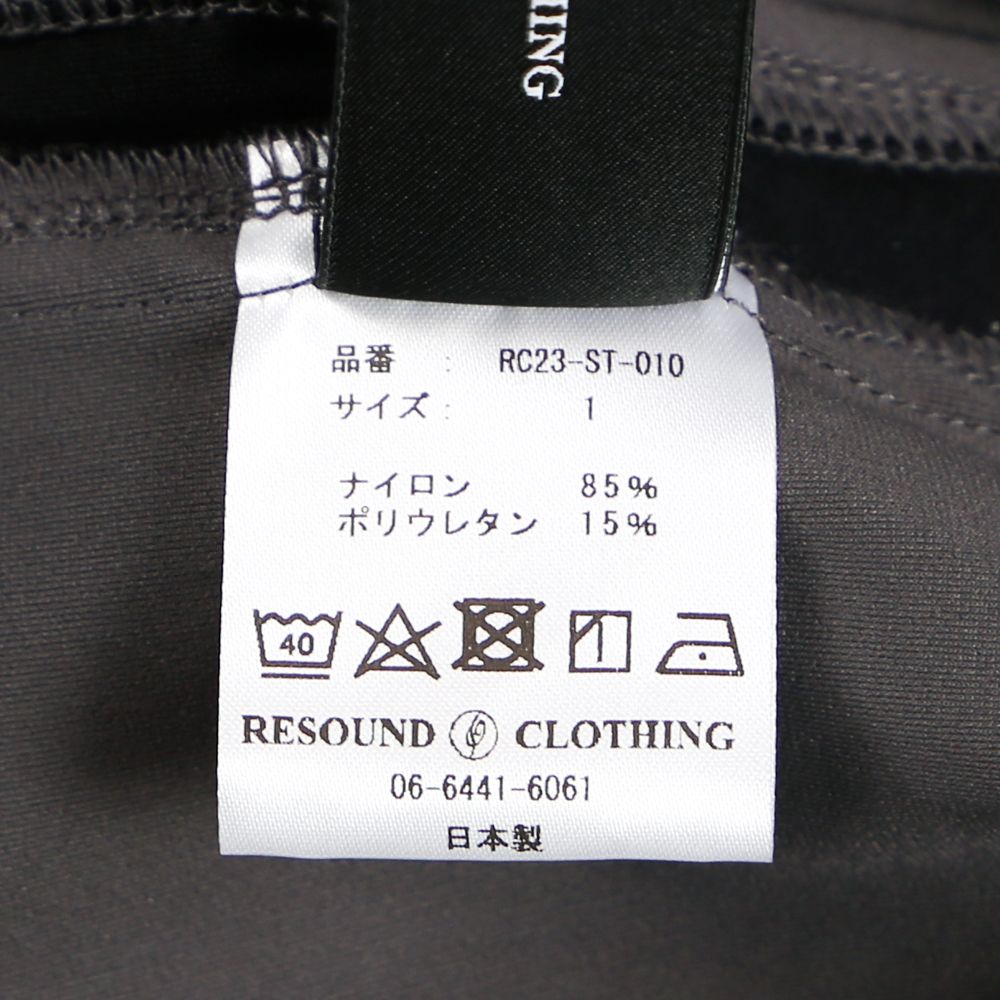 HING
品番 : RC23-ST-010
サイズ : 1
ナイロン 85%
ポリウレタン 15%
40
RESOUND CLOTHING
06-6441-6061
日本製